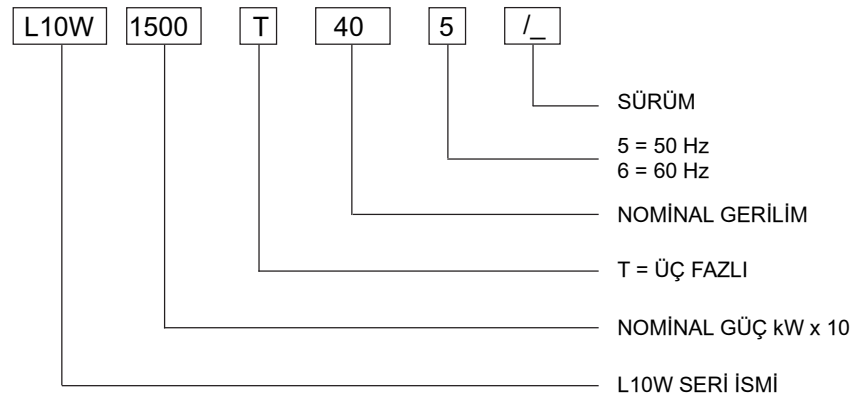 L10W 1500 T 40 5 /_
SÜRÜM
5 = 50 Hz
6 = 60 Hz
NOMİNAL GERİLİM
T = ÜÇ FAZLI
NOMİNAL GÜÇ kW x 10
L10W SERİ İSMİ